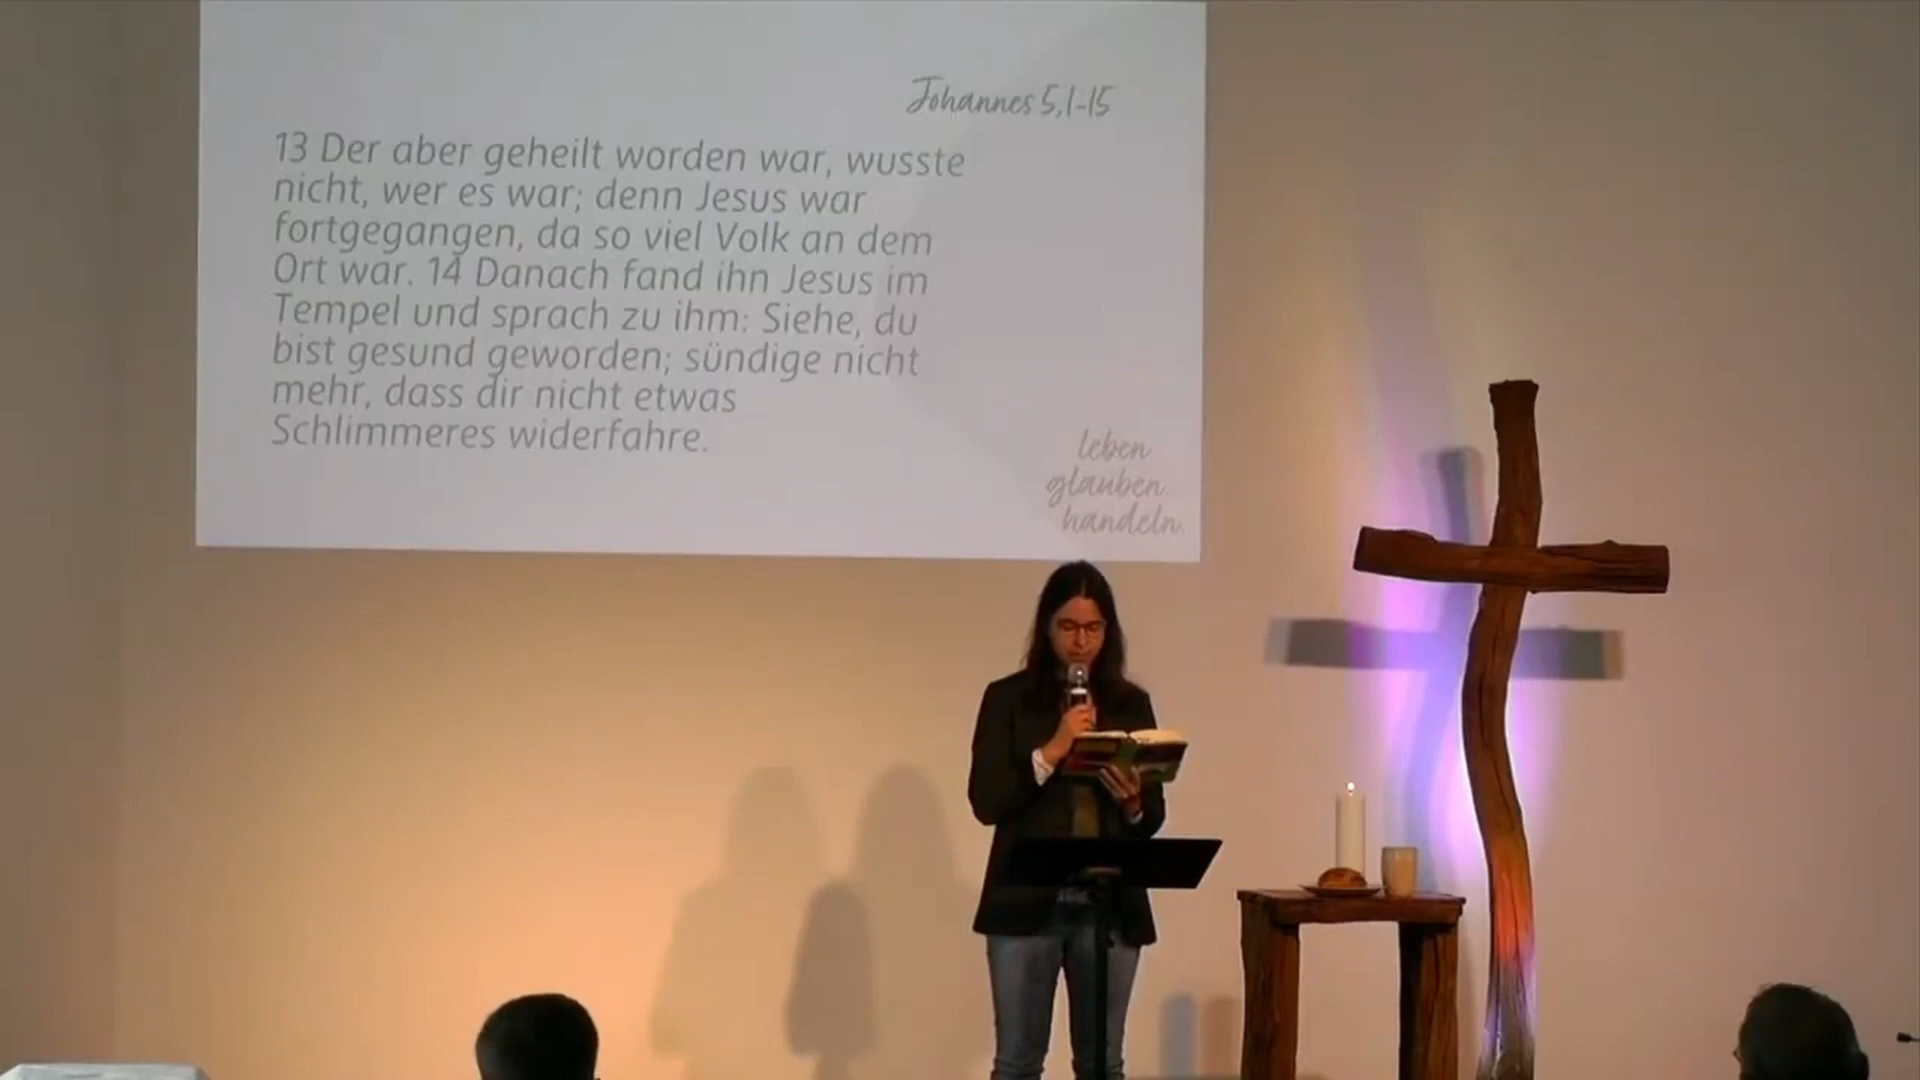 Johannes 5,1-15
13 Der aber geheilt worden war, wusste
nicht, wer es war; denn Jesus war
fortgegangen, da so viel Volk an dem
Ort war. 14 Danach fand ihn Jesus im
Tempel und sprach zu ihm: Siehe, du
bist gesund geworden; sündige nicht
mehr, dass dir nicht etwas
Schlimmeres widerfahre.
leben.
glauben.
handeln.